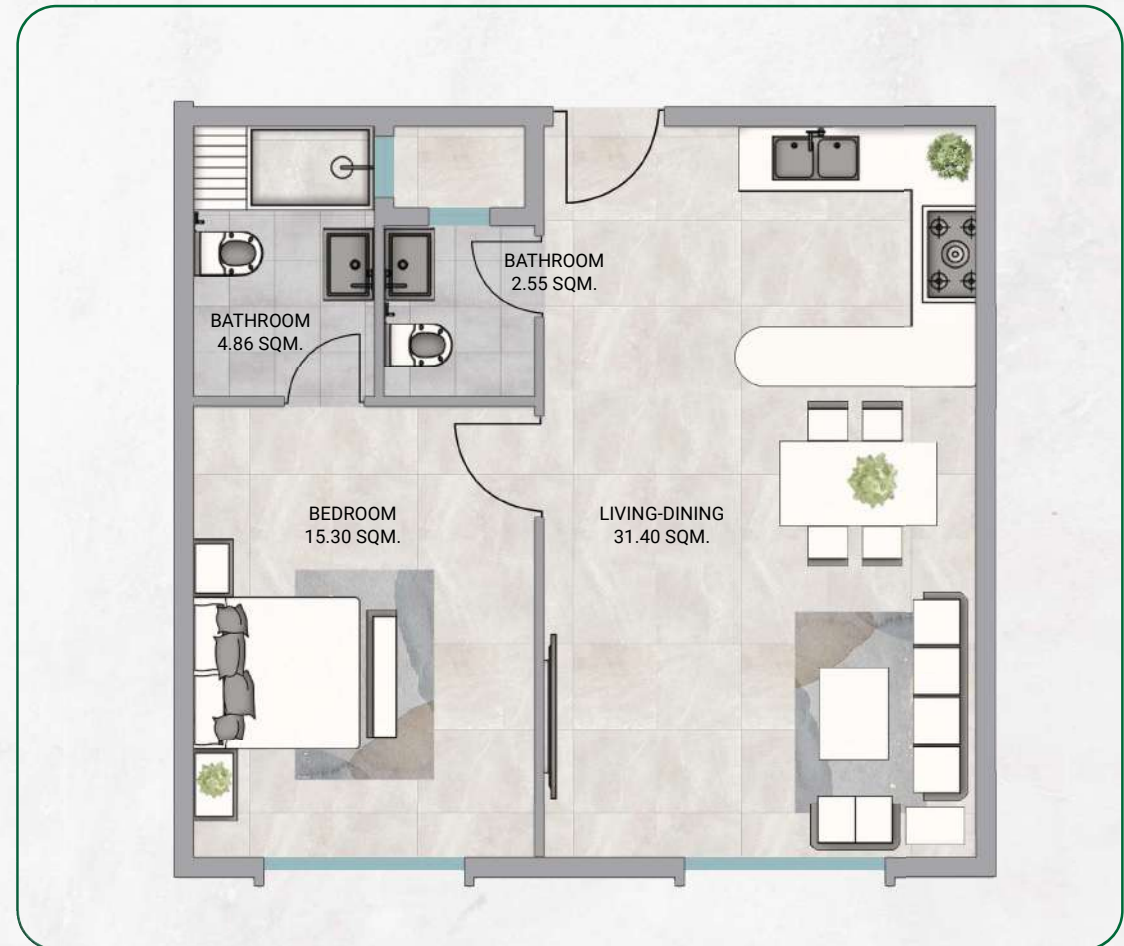 BATHROOM
2.55 SQM.
BATHROOM
4.86 SQM.
BEDROOM
15.30 SQM.
LIVING-DINING
31.40 SQM.